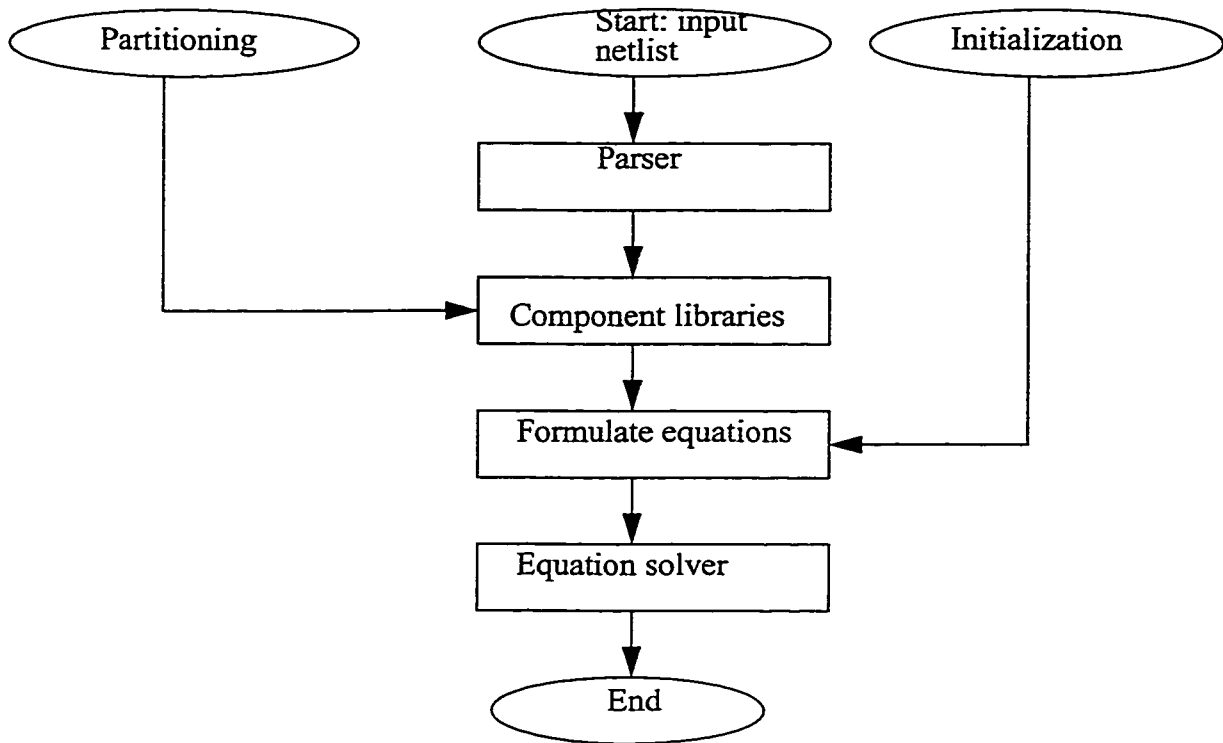 Partitioning
Start: input
netlist
Initialization
Parser
Component libraries
Formulate equations
Equation solver
End